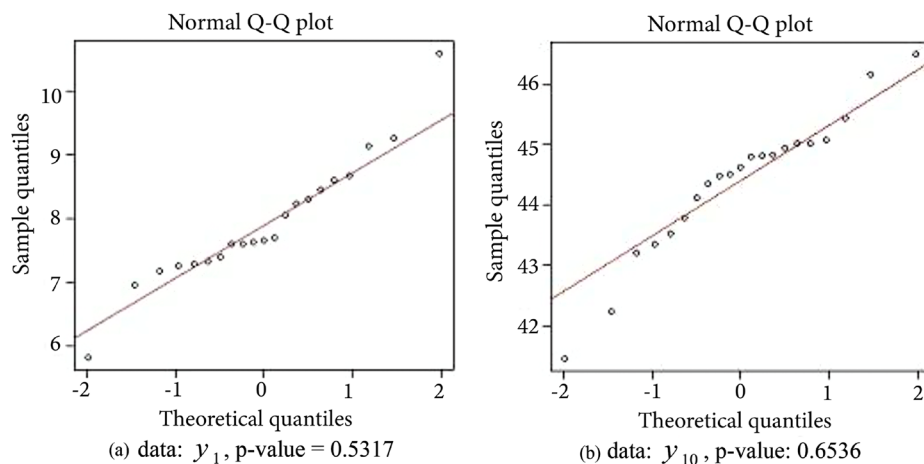 Normal Q-Q plot
Sample quantiles
10
9
8
7
6
-2 -1 0 1 2
Theoretical quantiles
(a) data: y1, p-value = 0.5317
Normal Q-Q plot
Sample quantiles
46
45
44
43
42
-2 -1 0 1 2
Theoretical quantiles
(b) data: y10, p-value: 0.6536